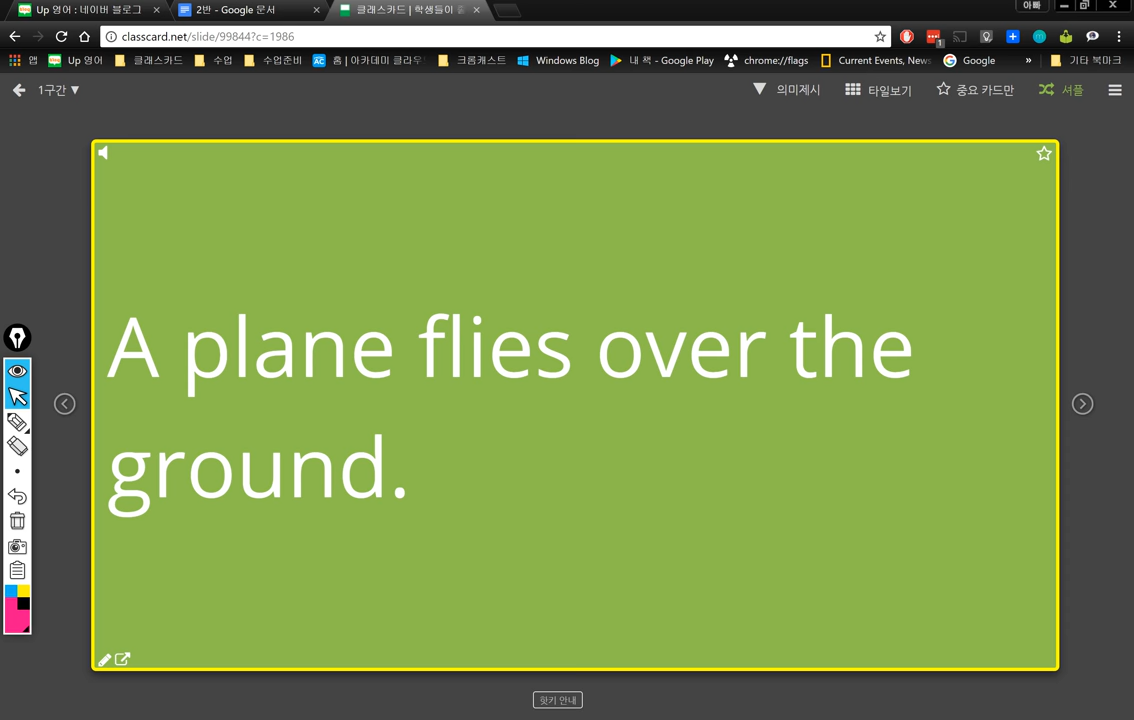 Up 영어 : 네이버 블로그
2반 - Google 문서
클래스카드 | 학생들이
아빠
classcard.net/slide/99844?c=1986
1
앱 Up 영어 클래스카드 수업 수업준비 AC 홈 | 아카데미 클라우 크롬캐스트 Windows Blog 내 책 - Google Play chrome://flags Current Events, News Google » 기타 북마크
1구간 ▼ ▼ 의미제시 타일보기 중요 카드만 셔플
A plane flies over the
ground.
핫키 안내